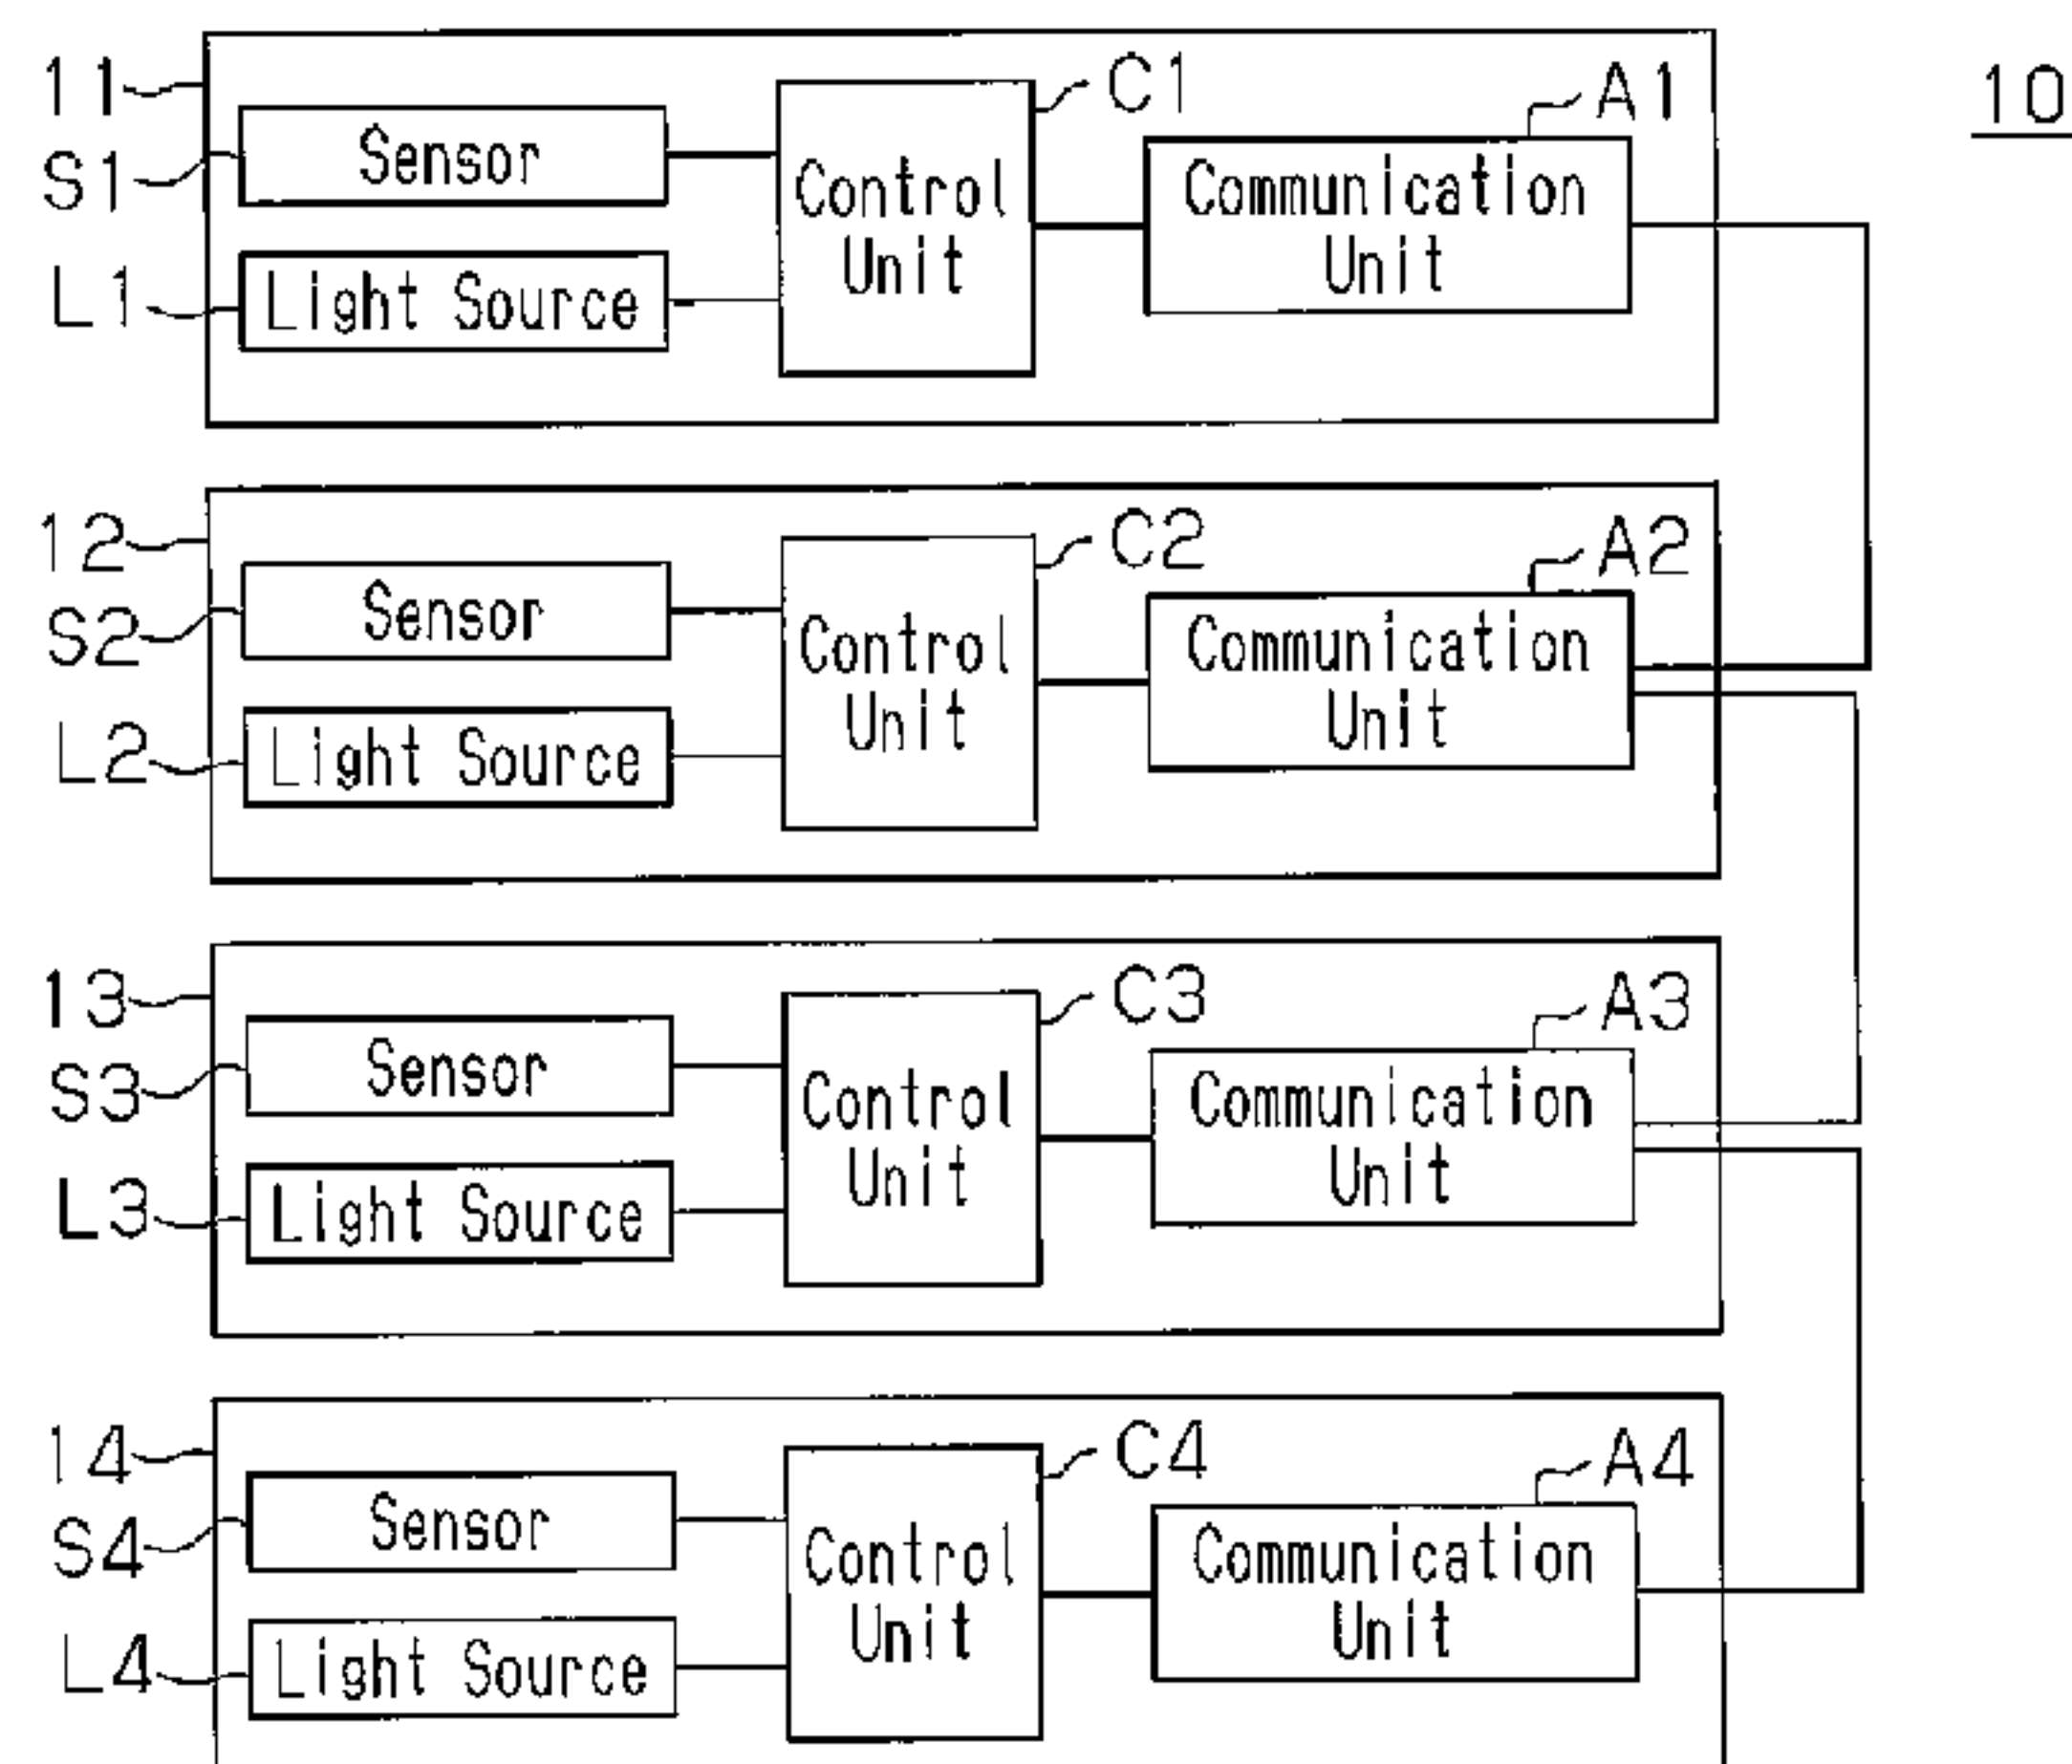 10
11
C1
A1
S1
Sensor
Control
Unit
Communication
Unit
L1
Light Source
12
C2
A2
S2
Sensor
Control
Unit
Communication
Unit
L2
Light Source
13
C3
A3
S3
Sensor
Control
Unit
Communication
Unit
L3
Light Source
14
C4
A4
S4
Sensor
Control
Unit
Communication
Unit
L4
Light Source